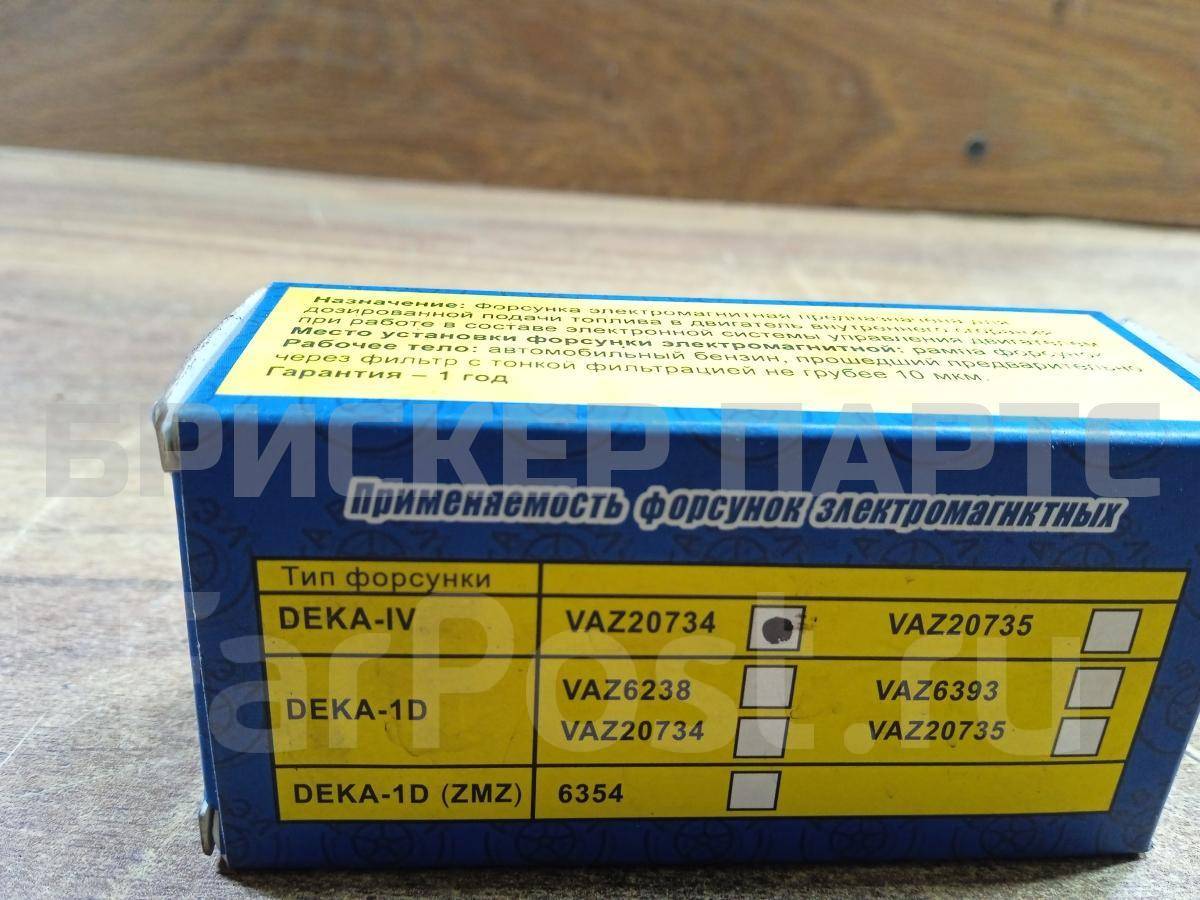 Назначение: Форсунка электромагнитная предназначена для
дозированной подачи топлива в двигатель внутреннего сгорания
при работе в составе электронной системы управления двигателем
Место установки форсунки электромагнитной: рампа форсунок
Рабочее тело: автомобильный бензин, прошедший предварительно
через фильтр с тонкой фильтрацией не грубее 10 мкм.
Гарантия – 1 год
БРИСКЕР ПАРТС
Применяемость форсунок злектромагнктных
Тип форсунки
DEKA-IV VAZ20734 VAZ20735
FarPost.ru
DEKA-1D VAZ6238 VAZ6393
VAZ20734 VAZ20735
DEKA-1D (ZMZ) 6354